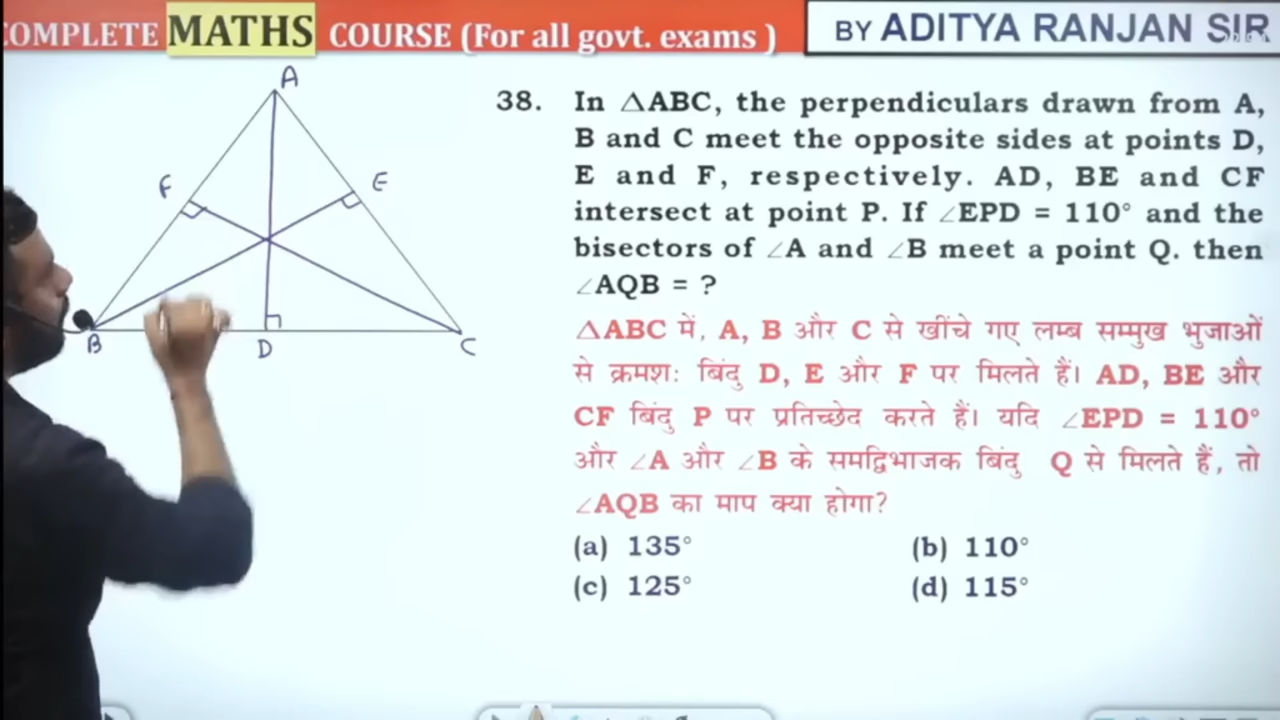 COMPLETE MATHS COURSE (For all govt. exams )
BY ADITYA RANJAN SIR
A
F
E
B
D
C
38. In △ABC, the perpendiculars drawn from A,
B and C meet the opposite sides at points D,
E and F, respectively. AD, BE and CF
intersect at point P. If ∠EPD = 110° and the
bisectors of ∠A and ∠B meet a point Q. then
∠AQB = ?
△ABC में, A, B और C से खींचे गए लम्ब सम्मुख भुजाओं
से क्रमशः बिंदु D, E और F पर मिलते हैं। AD, BE और
CF बिंदु P पर प्रतिच्छेद करते हैं। यदि ∠EPD = 110°
और ∠A और ∠B के समद्विभाजक बिंदु Q से मिलते हैं, तो
∠AQB का माप क्या होगा?
(a) 135° (b) 110°
(c) 125° (d) 115°